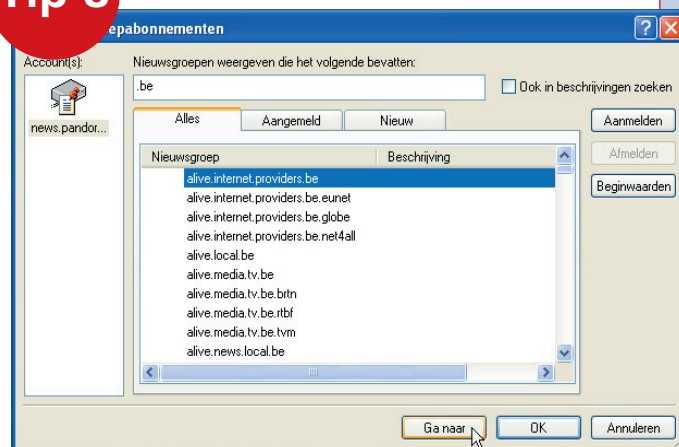 Tip 8
epabonnementen
Account(s):
Nieuwsgroepen weergeven die het volgende bevatten:
.be
Ook in beschrijvingen zoeken
news.pandor...
Alles
Aangemeld
Nieuw
Aanmelden
Nieuwsgroep
Beschrijving
Afmelden
alive.internet.providers.be
Beginwaarden
alive.internet.providers.be.eunet
alive.internet.providers.be.globe
alive.internet.providers.be.net4all
alive.local.be
alive.media.tv.be
alive.media.tv.be.brtn
alive.media.tv.be.rtbf
alive.media.tv.be.tvm
alive.news.local.be
Ga naar
OK
Annuleren